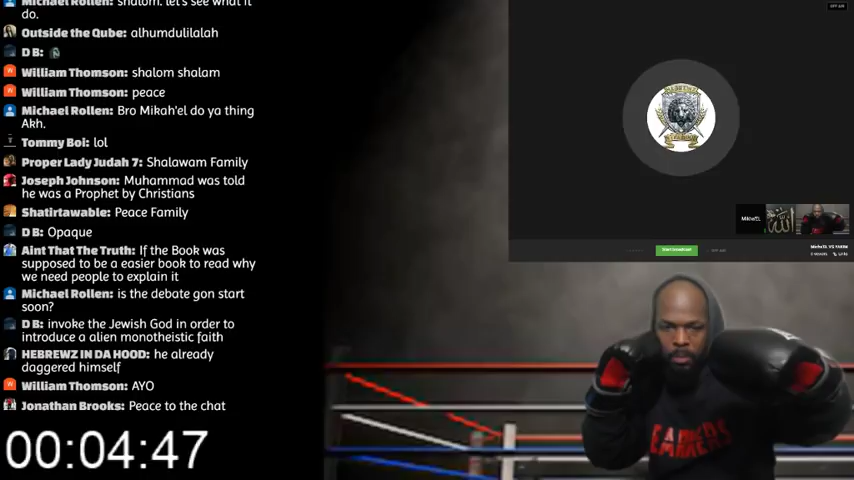 Michael Rollen: shalom. let's see what it
do.
Outside the Qube: alhumdulilalah
D B:
William Thomson: shalom shalam
William Thomson: peace
Michael Rollen: Bro Mikah'el do ya thing
Akh.
Tommy Boi: lol
Proper Lady Judah 7: Shalawam Family
Joseph Johnson: Muhammad was told
he was a Prophet by Christians
Shatirtawable: Peace Family
D B: Opaque
Aint That The Truth: If the Book was
supposed to be a easier book to read why
we need people to explain it
Michael Rollen: is the debate gon start
soon?
D B: invoke the Jewish God in order to
introduce a alien monotheistic faith
HEBREWZ IN DA HOOD: he already
daggered himself
William Thomson: AYO
Jonathan Brooks: Peace to the chat
00:04:47